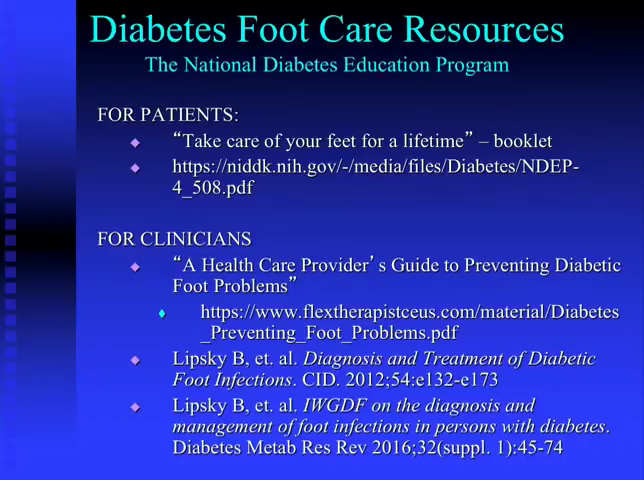 Diabetes Foot Care Resources
The National Diabetes Education Program
FOR PATIENTS:
“Take care of your feet for a lifetime” – booklet
https://niddk.nih.gov/-/media/files/Diabetes/NDEP-
4_508.pdf
FOR CLINICIANS
“A Health Care Provider’s Guide to Preventing Diabetic
Foot Problems”
https://www.flextherapistceus.com/material/Diabetes
_Preventing_Foot_Problems.pdf
Lipsky B, et. al. Diagnosis and Treatment of Diabetic
Foot Infections. CID. 2012;54:e132-e173
Lipsky B, et. al. IWGDF on the diagnosis and
management of foot infections in persons with diabetes.
Diabetes Metab Res Rev 2016;32(suppl. 1):45-74